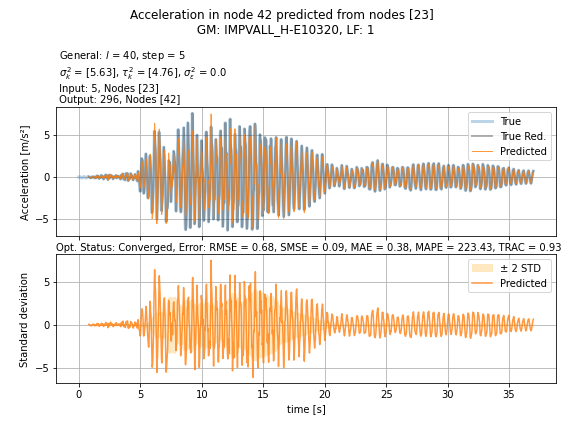 Acceleration in node 42 predicted from nodes [23]
GM: IMPVALL_H-E10320, LF: 1
General: l = 40, step = 5
σ²ₖ = [5.63], τ²ₖ = [4.76], σ²ₑ = 0.0
Input: 5, Nodes [23]
Output: 296, Nodes [42]
Acceleration [m/s²]
5
0
−5
True
True Red.
Predicted
Opt. Status: Converged, Error: RMSE = 0.68, SMSE = 0.09, MAE = 0.38, MAPE = 223.43, TRAC = 0.93
Standard deviation
5
0
−5
± 2 STD
Predicted
0 5 10 15 20 25 30 35
time [s]